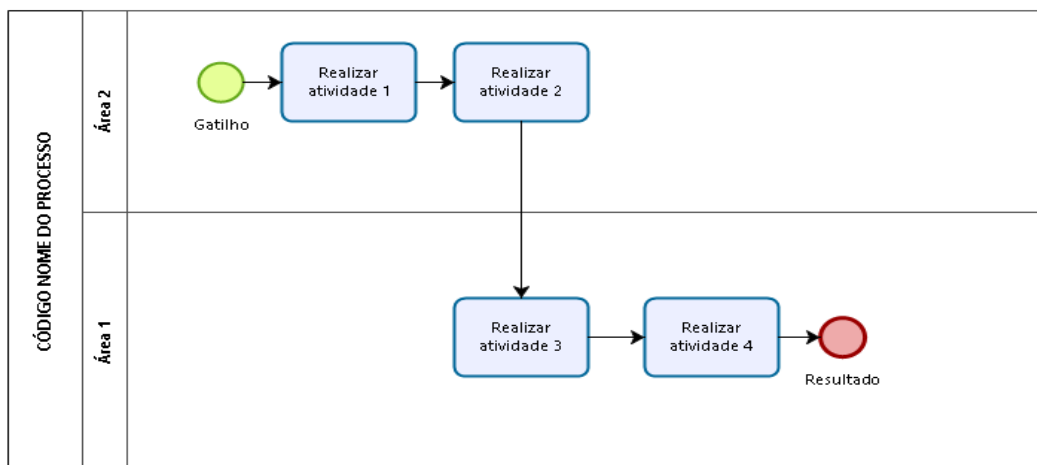 CÓDIGO NOME DO PROCESSO
Área 2
Gatilho
Realizar
atividade 1
Realizar
atividade 2
Área 1
Realizar
atividade 3
Realizar
atividade 4
Resultado